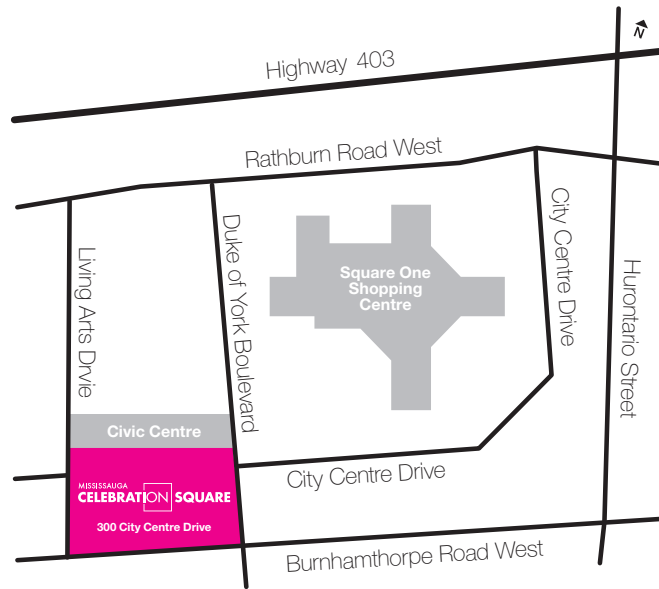 N
Highway 403
Rathburn Road West
City Centre Drive
Duke of York Boulevard
Living Arts Drvie
Hurontario Street
Square One
Shopping
Centre
Civic Centre
MISSISSAUGA
CELEBRATION SQUARE
300 City Centre Drive
City Centre Drive
Burnhamthorpe Road West